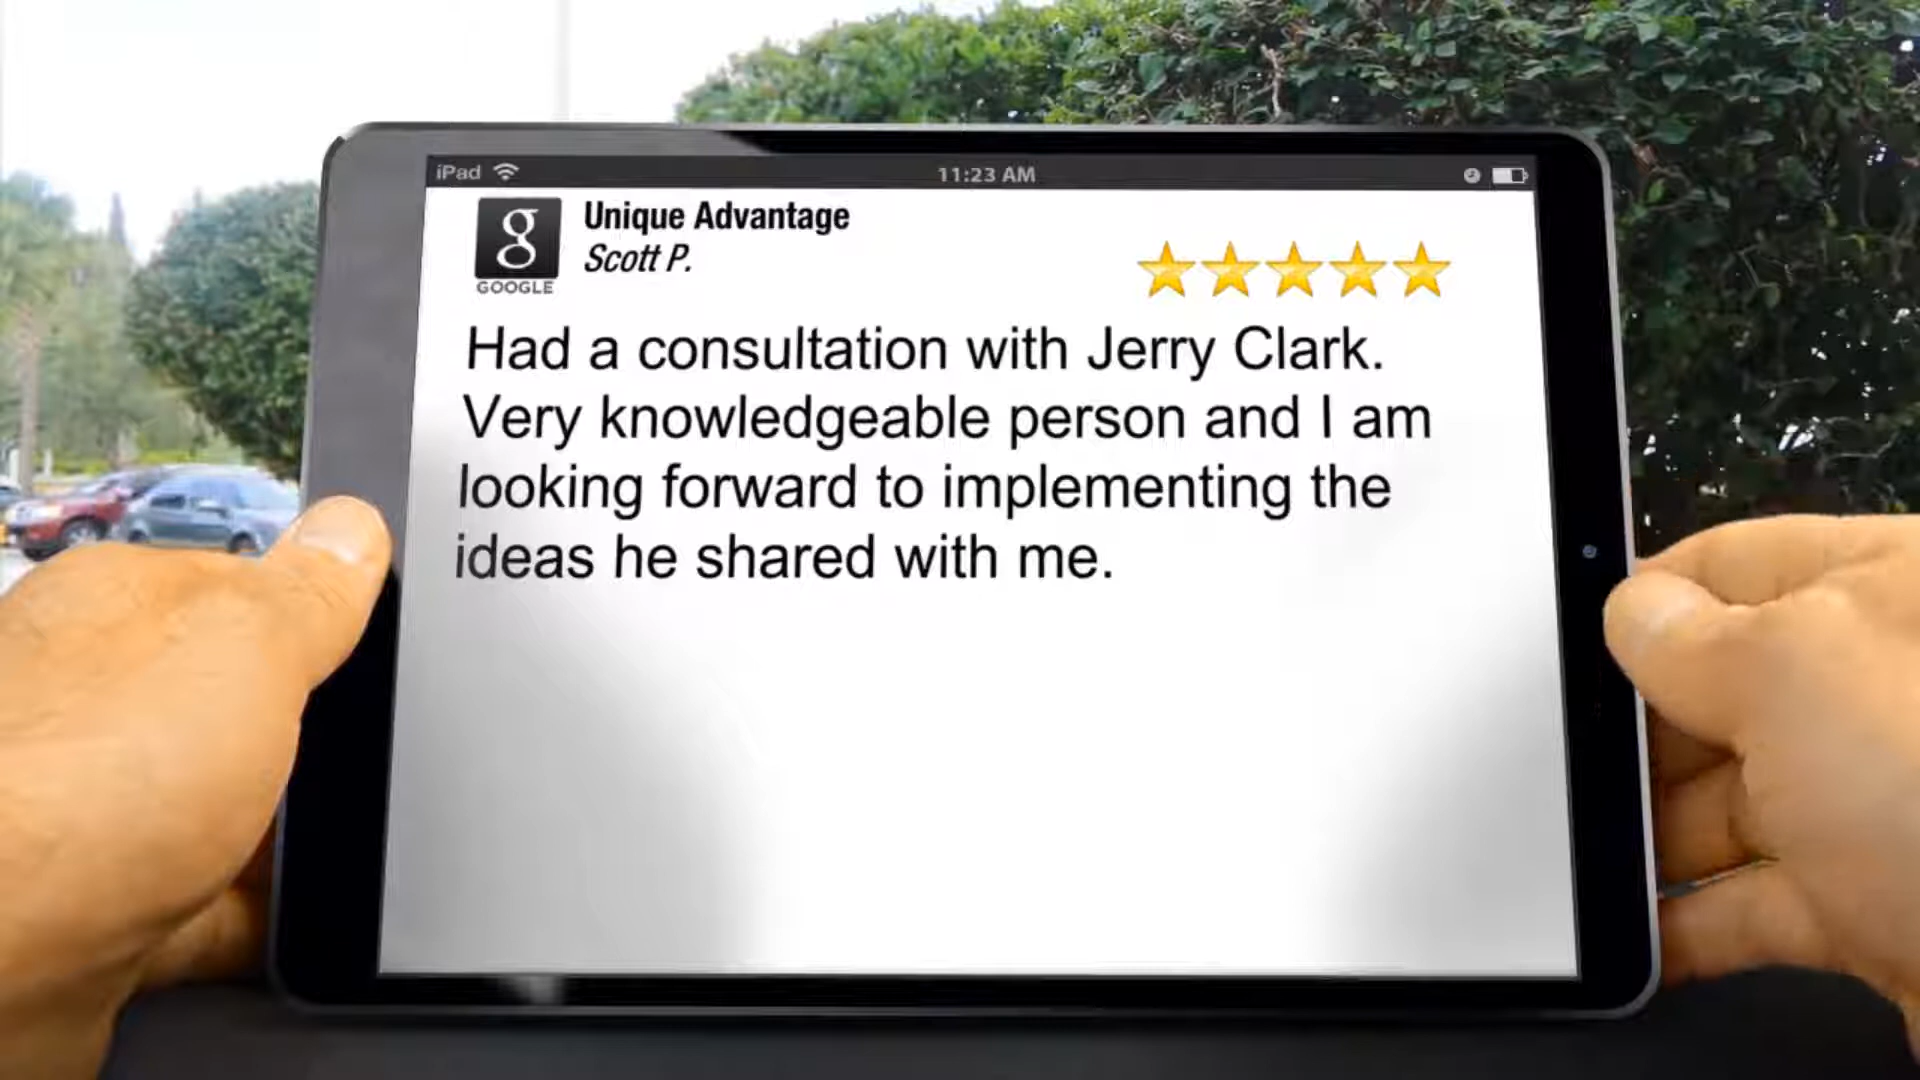 iPad 11:23 AM
g
GOOGLE
Unique Advantage
Scott P.
Had a consultation with Jerry Clark.
Very knowledgeable person and I am
looking forward to implementing the
ideas he shared with me.